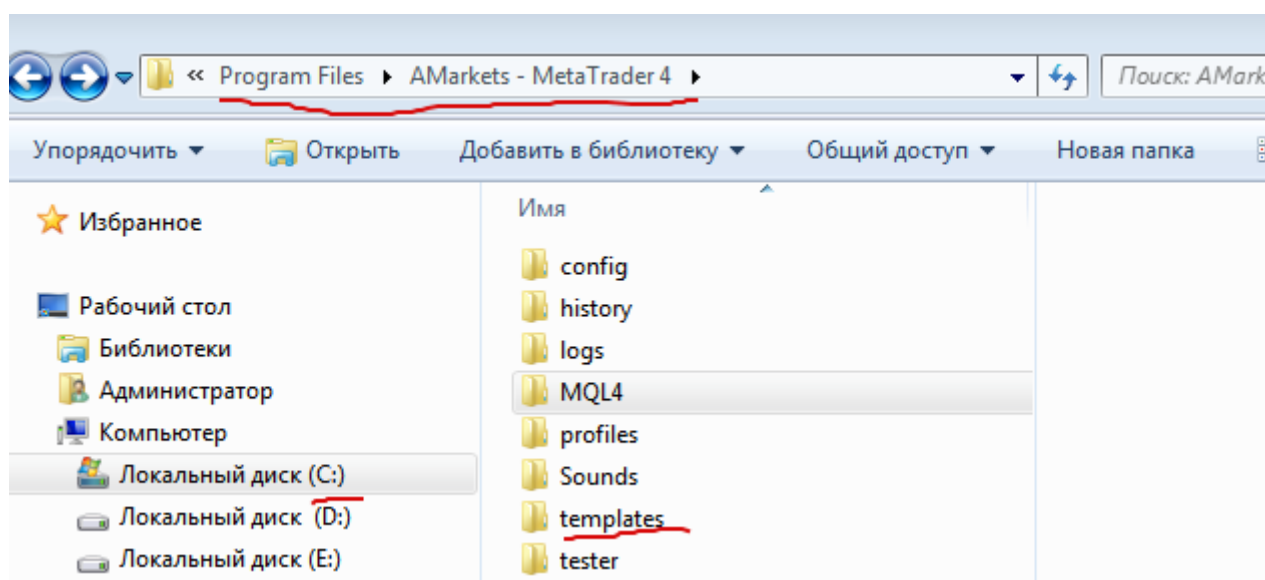 « Program Files ▸ AMarkets - MetaTrader 4 ▸
Поиск: AMark
Упорядочить ▾ Открыть Добавить в библиотеку ▾ Общий доступ ▾ Новая папка
Избранное
Рабочий стол
Библиотеки
Администратор
Компьютер
Локальный диск (C:)
Локальный диск (D:)
Локальный диск (E:)
Имя
config
history
logs
MQL4
profiles
Sounds
templates
tester